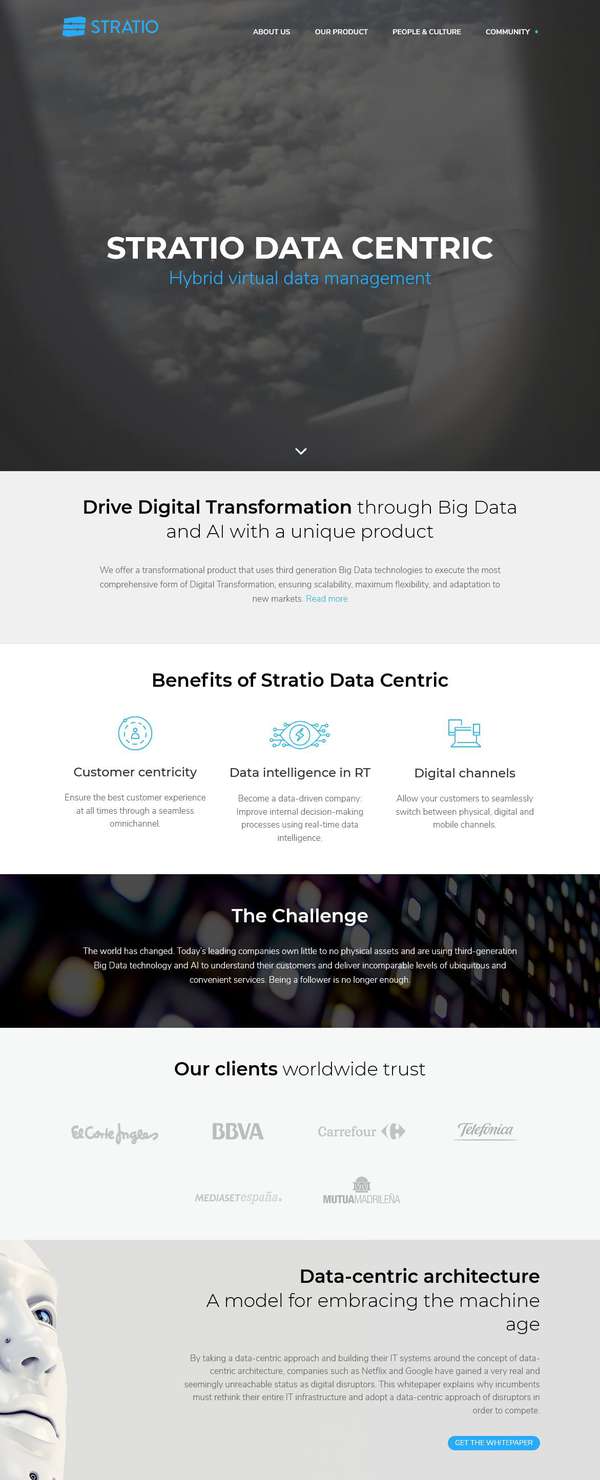 STRATIO
ABOUT US
OUR PRODUCT
PEOPLE & CULTURE
COMMUNITY
STRATIO DATA CENTRIC
Hybrid virtual data management
Drive Digital Transformation through Big Data
and AI with a unique product
We offer a transformational product that uses third generation Big Data technologies to execute the most
comprehensive form of Digital Transformation, ensuring scalability, maximum flexibility, and adaptation to
new markets. Read more
Benefits of Stratio Data Centric
Customer centricity
Ensure the best customer experience
at all times through a seamless
omnichannel.
Data intelligence in RT
Become a data-driven company:
Improve internal decision-making
processes using real-time data
intelligence.
Digital channels
Allow your customers to seamlessly
switch between physical, digital and
mobile channels.
The Challenge
The world has changed. Today's leading companies own little to no physical assets and are using third-generation
Big Data technology and AI to understand their customers and deliver incomparable levels of ubiquitous and
convenient services. Being a follower is no longer enough.
Our clients worldwide trust
El Corte Inglés
BBVA
Carrefour
Telefónica
MEDIASETespaña.
MUTUAMADRILEÑA
Data-centric architecture
A model for embracing the machine
age
By taking a data-centric approach and building their IT systems around the concept of data-
centric architecture, companies such as Netflix and Google have gained a very real and
seemingly unreachable status as digital disruptors. This whitepaper explains why incumbents
must rethink their entire IT infrastructure and adopt a data-centric approach of disruptors in
order to compete.
GET THE WHITEPAPER